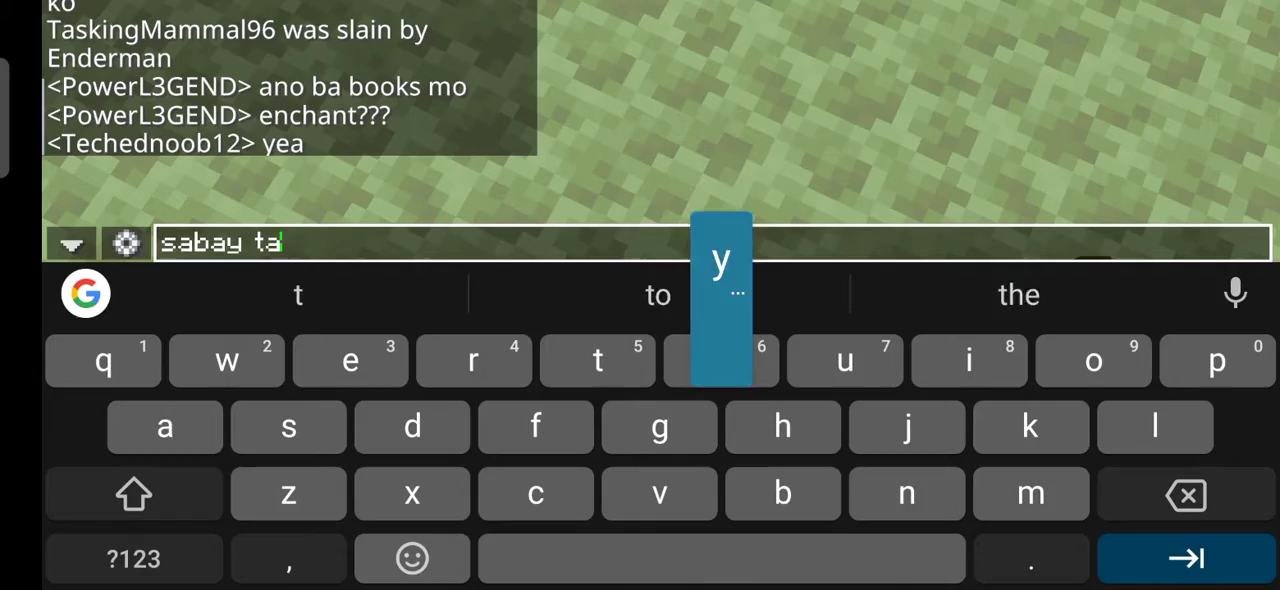 ko
TaskingMammal96 was slain by
Enderman
<PowerL3GEND> ano ba books mo
<PowerL3GEND> enchant???
<Techednoob12> yea
sabay ta
y
...
t to the
q 1 w 2 e 3 r 4 t 5 6 u 7 i 8 o 9 p 0
a s d f g h j k l
z x c v b n m
?123 , .